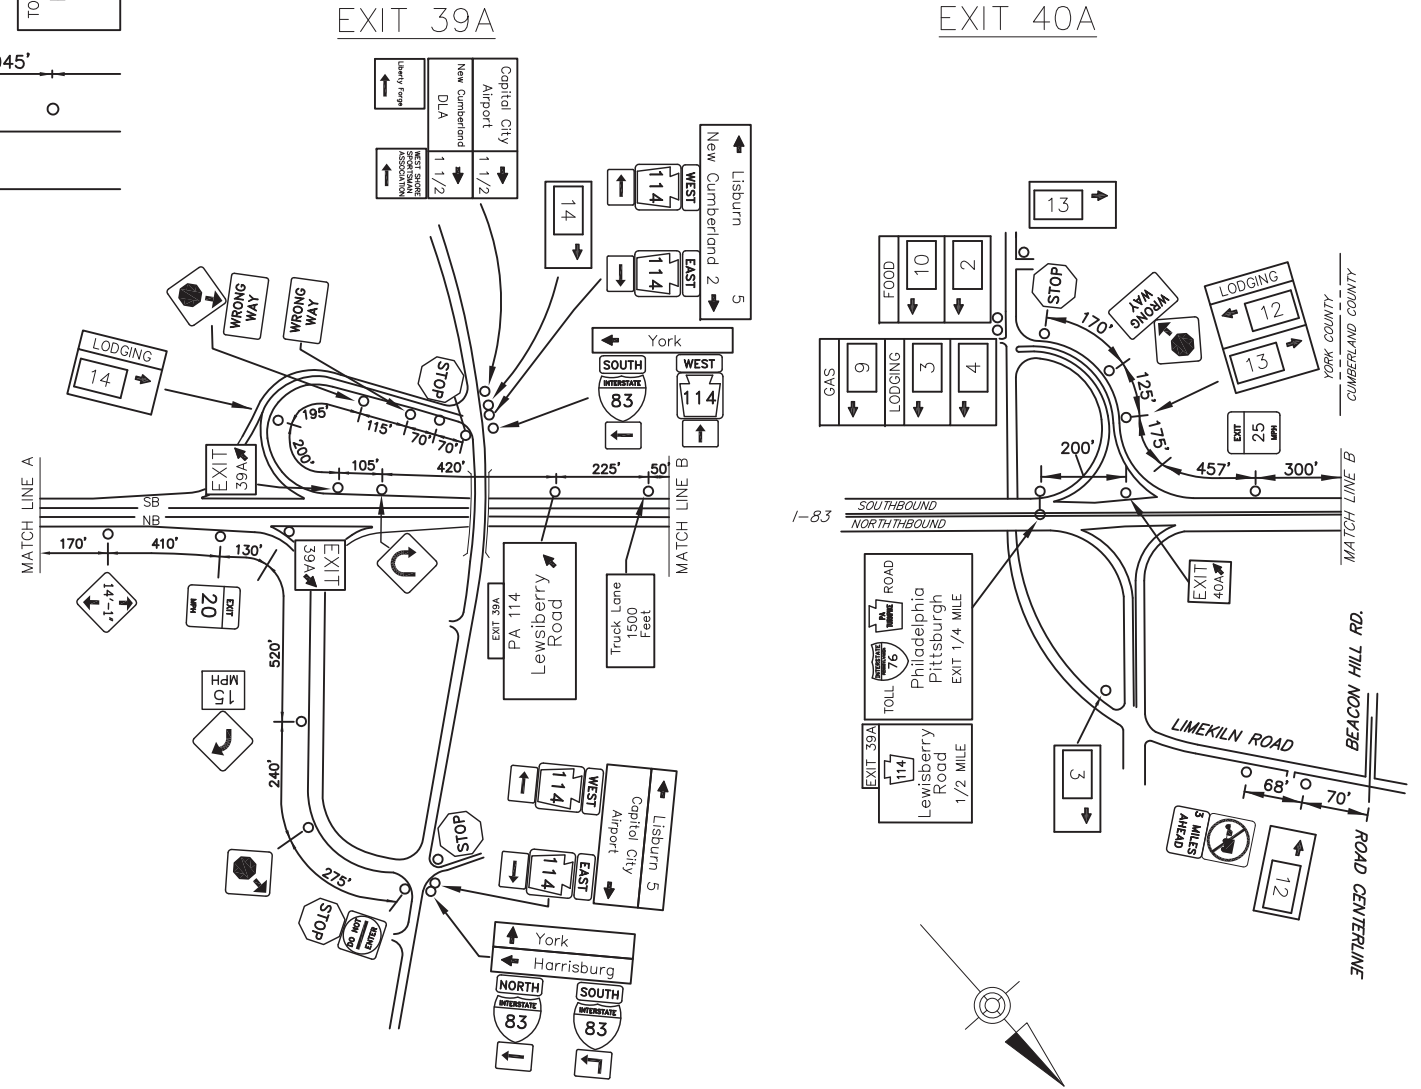 EXIT 39A
EXIT 40A
TO
045'
Liberty Forge
WEST SHORE
SPORTSMAN
ASSOCIATION
New Cumberland
DLA
1 1/2
Capital City
Airport
1 1/2
14
WEST
114
EAST
114
Lisburn 5
New Cumberland 2
York
SOUTH
INTERSTATE
83
WEST
114
WRONG
WAY
WRONG
WAY
LODGING
14
STOP
195'
115'
70'
70'
200'
105'
420'
225'
50'
EXIT
39A
MATCH LINE A
SB
NB
MATCH LINE B
170'
410'
130'
EXIT
39A
14'-1"
EXIT
20
MPH
EXIT 39A
PA 114
Lewsiberry
Road
Truck Lane
1500
Feet
520'
15
MPH
240'
275'
STOP
DO NOT
ENTER
STOP
WEST
114
EAST
114
Lisburn 5
Capital City
Airport
York
Harrisburg
NORTH
INTERSTATE
83
SOUTH
INTERSTATE
83
13
FOOD
10
2
GAS
9
LODGING
3
4
STOP
WRONG
WAY
LODGING
12
13
YORK COUNTY
CUMBERLAND COUNTY
170'
125'
175'
EXIT
25
MPH
200'
457'
300'
I-83
SOUTHBOUND
NORTHTHBOUND
MATCH LINE B
EXIT
40A
TOLL
INTERSTATE
76
PA
TURNPIKE
ROAD
Philadelphia
Pittsburgh
EXIT 1/4 MILE
EXIT 39A
114
Lewisberry
Road
1/2 MILE
3
LIMEKILN ROAD
BEACON HILL RD.
ROAD CENTERLINE
68'
70'
3 MILES
AHEAD
12